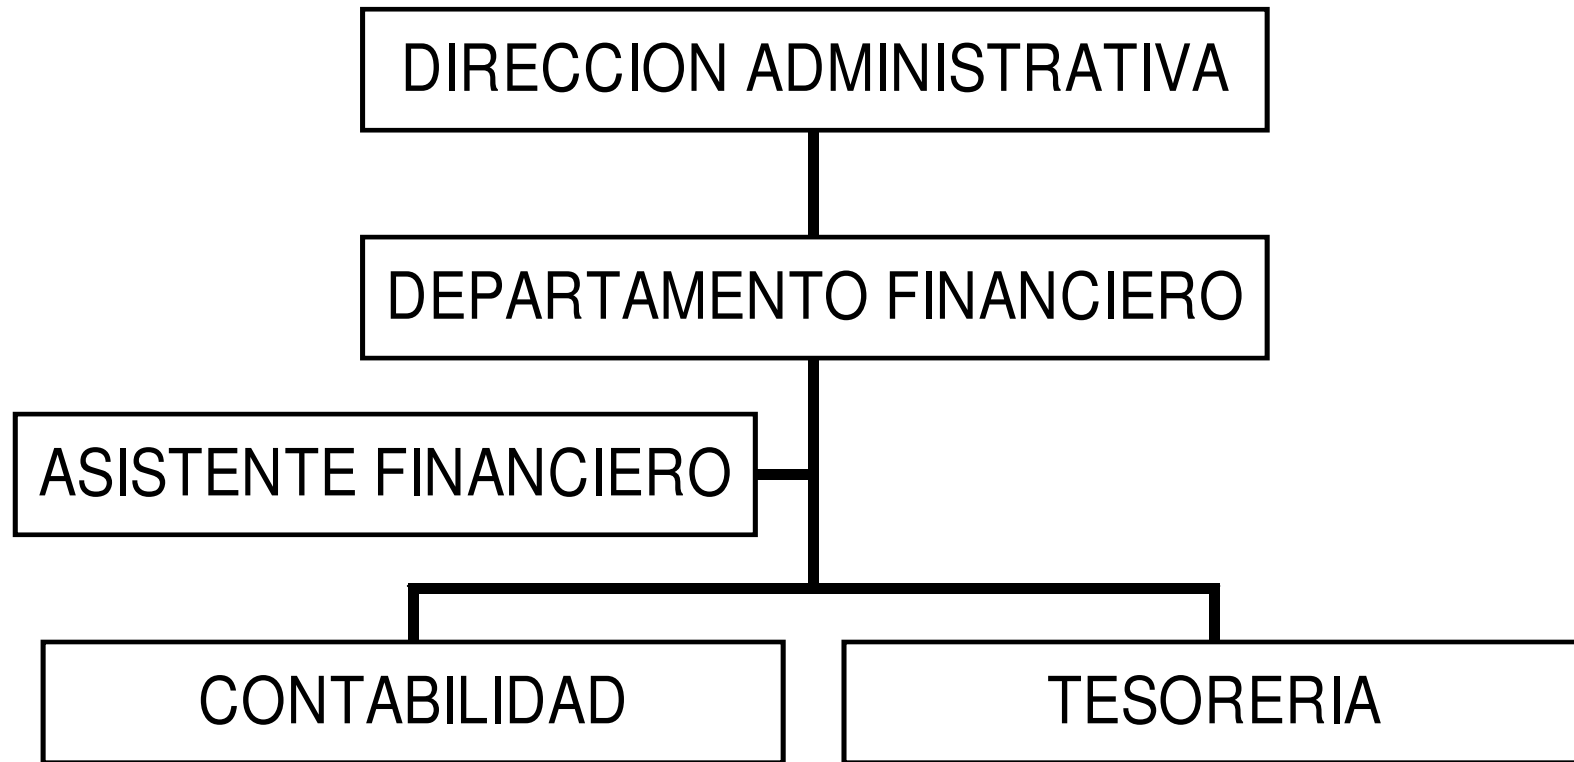 DIRECCION ADMINISTRATIVA
DEPARTAMENTO FINANCIERO
ASISTENTE FINANCIERO
CONTABILIDAD
TESORERIA